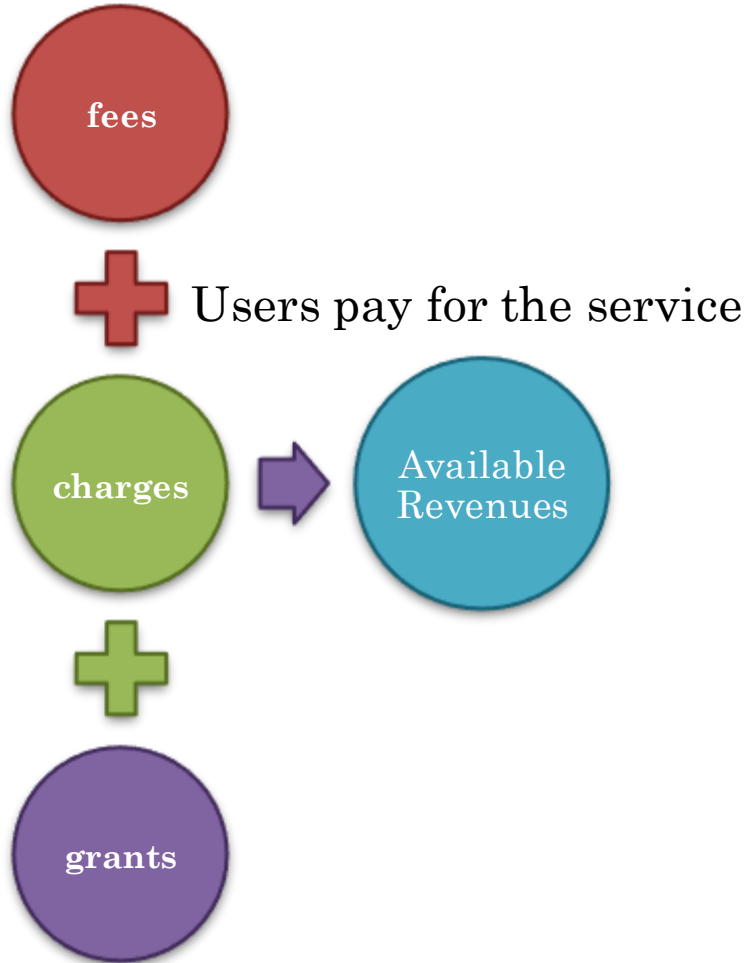 fees
Users pay for the service
charges
Available
Revenues
grants